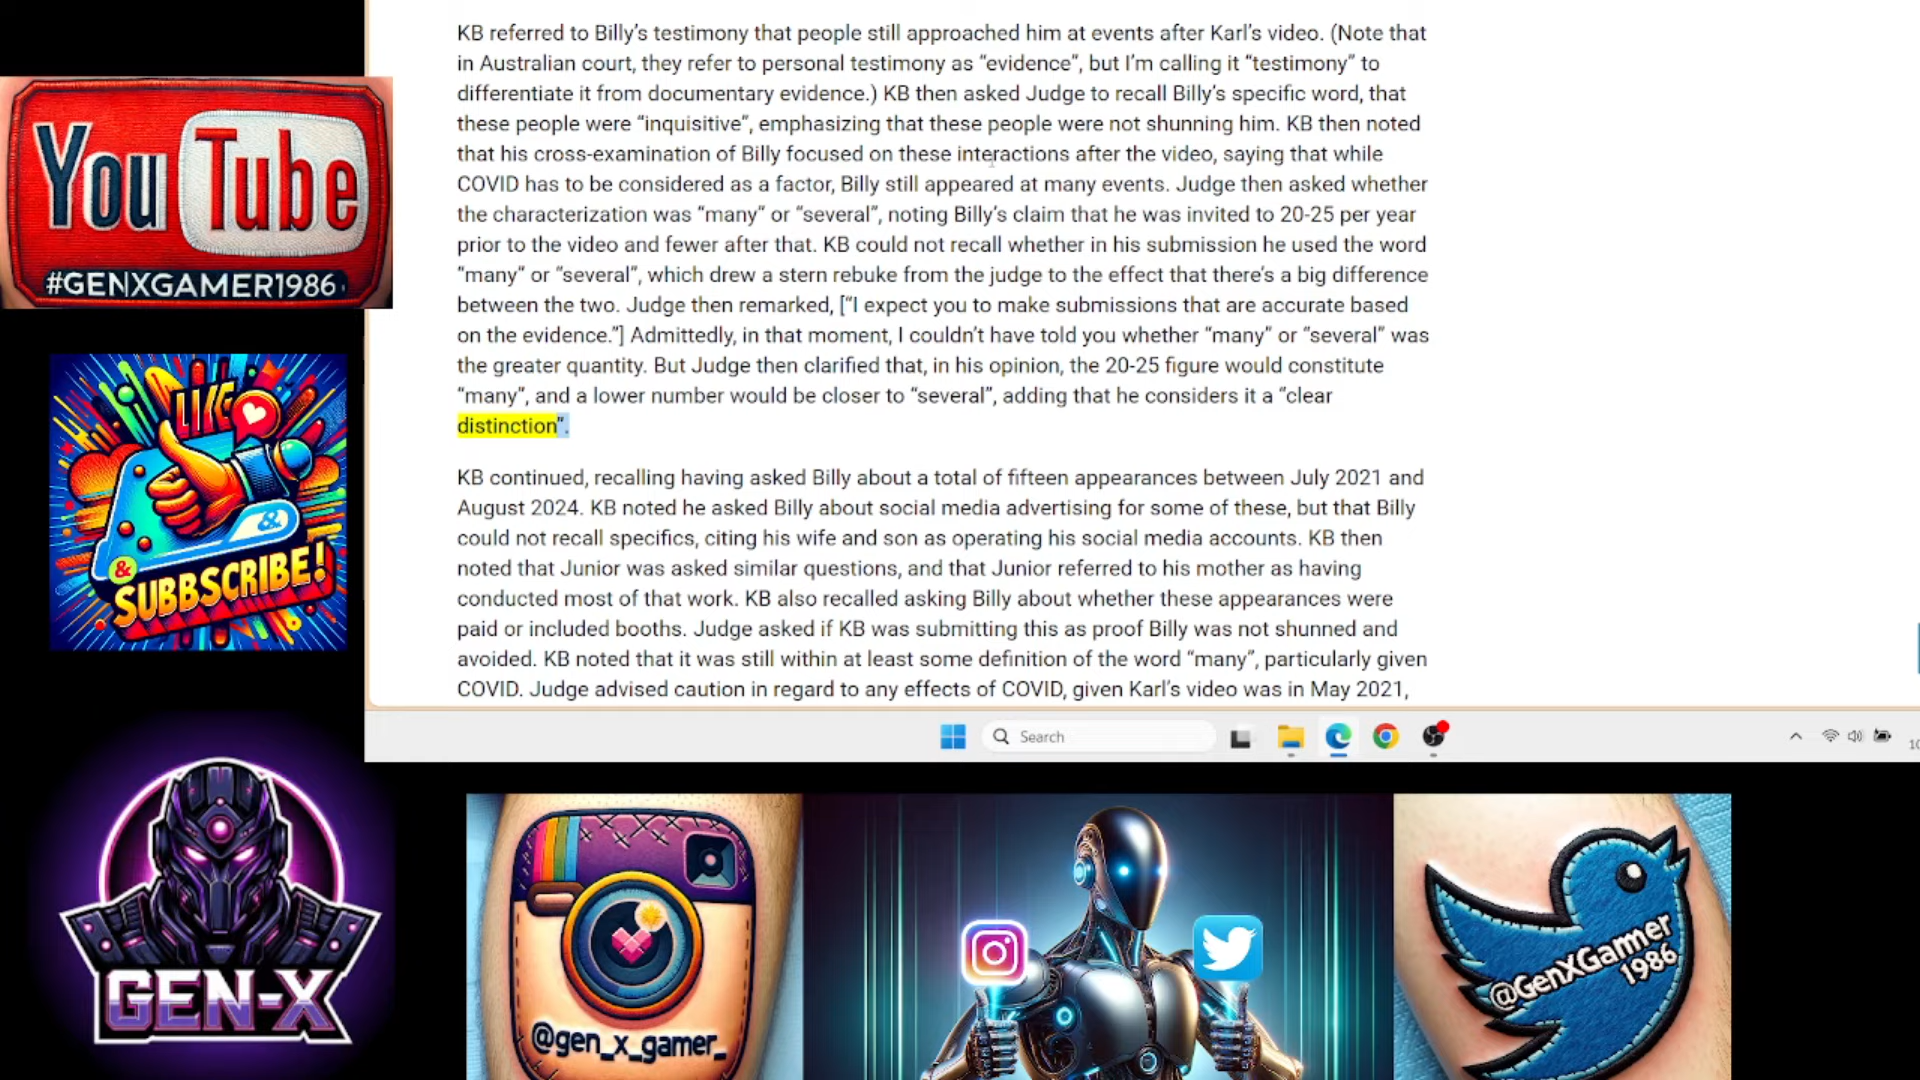 KB referred to Billy’s testimony that people still approached him at events after Karl’s video. (Note that
in Australian court, they refer to personal testimony as “evidence”, but I’m calling it “testimony” to
differentiate it from documentary evidence.) KB then asked Judge to recall Billy’s specific word, that
these people were “inquisitive”, emphasizing that these people were not shunning him. KB then noted
that his cross-examination of Billy focused on these interactions after the video, saying that while
COVID has to be considered as a factor, Billy still appeared at many events. Judge then asked whether
the characterization was “many” or “several”, noting Billy’s claim that he was invited to 20-25 per year
prior to the video and fewer after that. KB could not recall whether in his submission he used the word
“many” or “several”, which drew a stern rebuke from the judge to the effect that there’s a big difference
between the two. Judge then remarked, [“I expect you to make submissions that are accurate based
on the evidence.”] Admittedly, in that moment, I couldn’t have told you whether “many” or “several” was
the greater quantity. But Judge then clarified that, in his opinion, the 20-25 figure would constitute
“many”, and a lower number would be closer to “several”, adding that he considers it a “clear
distinction”.
KB continued, recalling having asked Billy about a total of fifteen appearances between July 2021 and
August 2024. KB noted he asked Billy about social media advertising for some of these, but that Billy
could not recall specifics, citing his wife and son as operating his social media accounts. KB then
noted that Junior was asked similar questions, and that Junior referred to his mother as having
conducted most of that work. KB also recalled asking Billy about whether these appearances were
paid or included booths. Judge asked if KB was submitting this as proof Billy was not shunned and
avoided. KB noted that it was still within at least some definition of the word “many”, particularly given
COVID. Judge advised caution in regard to any effects of COVID, given Karl’s video was in May 2021,
Search
10
YouTube
#GENXGAMER1986
LIKE
&
& SUBBSCRIBE!
GEN-X
@gen_x_gamer_
@GenXGamer
1986